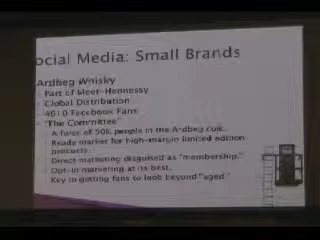 ocial Media: Small Brands
Ardbeg Whisky
Part of Moet-Hennessy
Global Distribution
4610 Facebook Fans
"The Committee"
A force of 50K people in the Ardbeg cult.
Ready market for high-margin limited edition
products.
Direct marketing disguised as "membership."
Opt-in marketing at its best.
Key to getting fans to look beyond "aged"